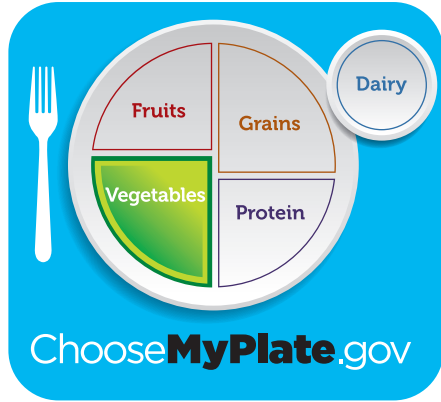 Dairy
Fruits
Grains
Vegetables
Protein
ChooseMyPlate.gov